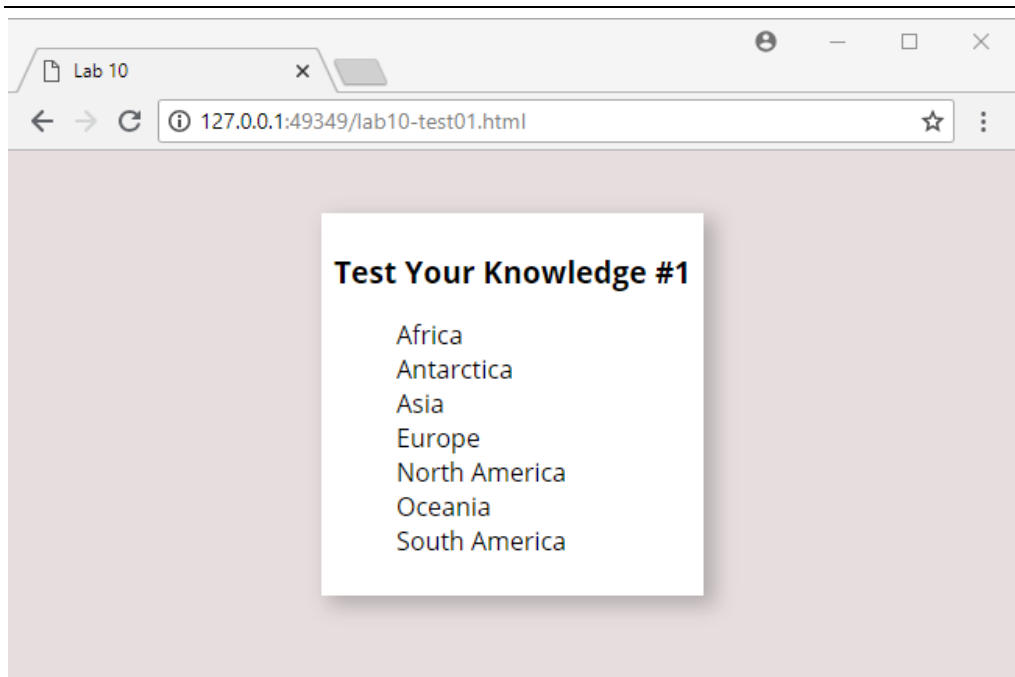 Lab 10
127.0.0.1:49349/lab10-test01.html
Test Your Knowledge #1
Africa
Antarctica
Asia
Europe
North America
Oceania
South America